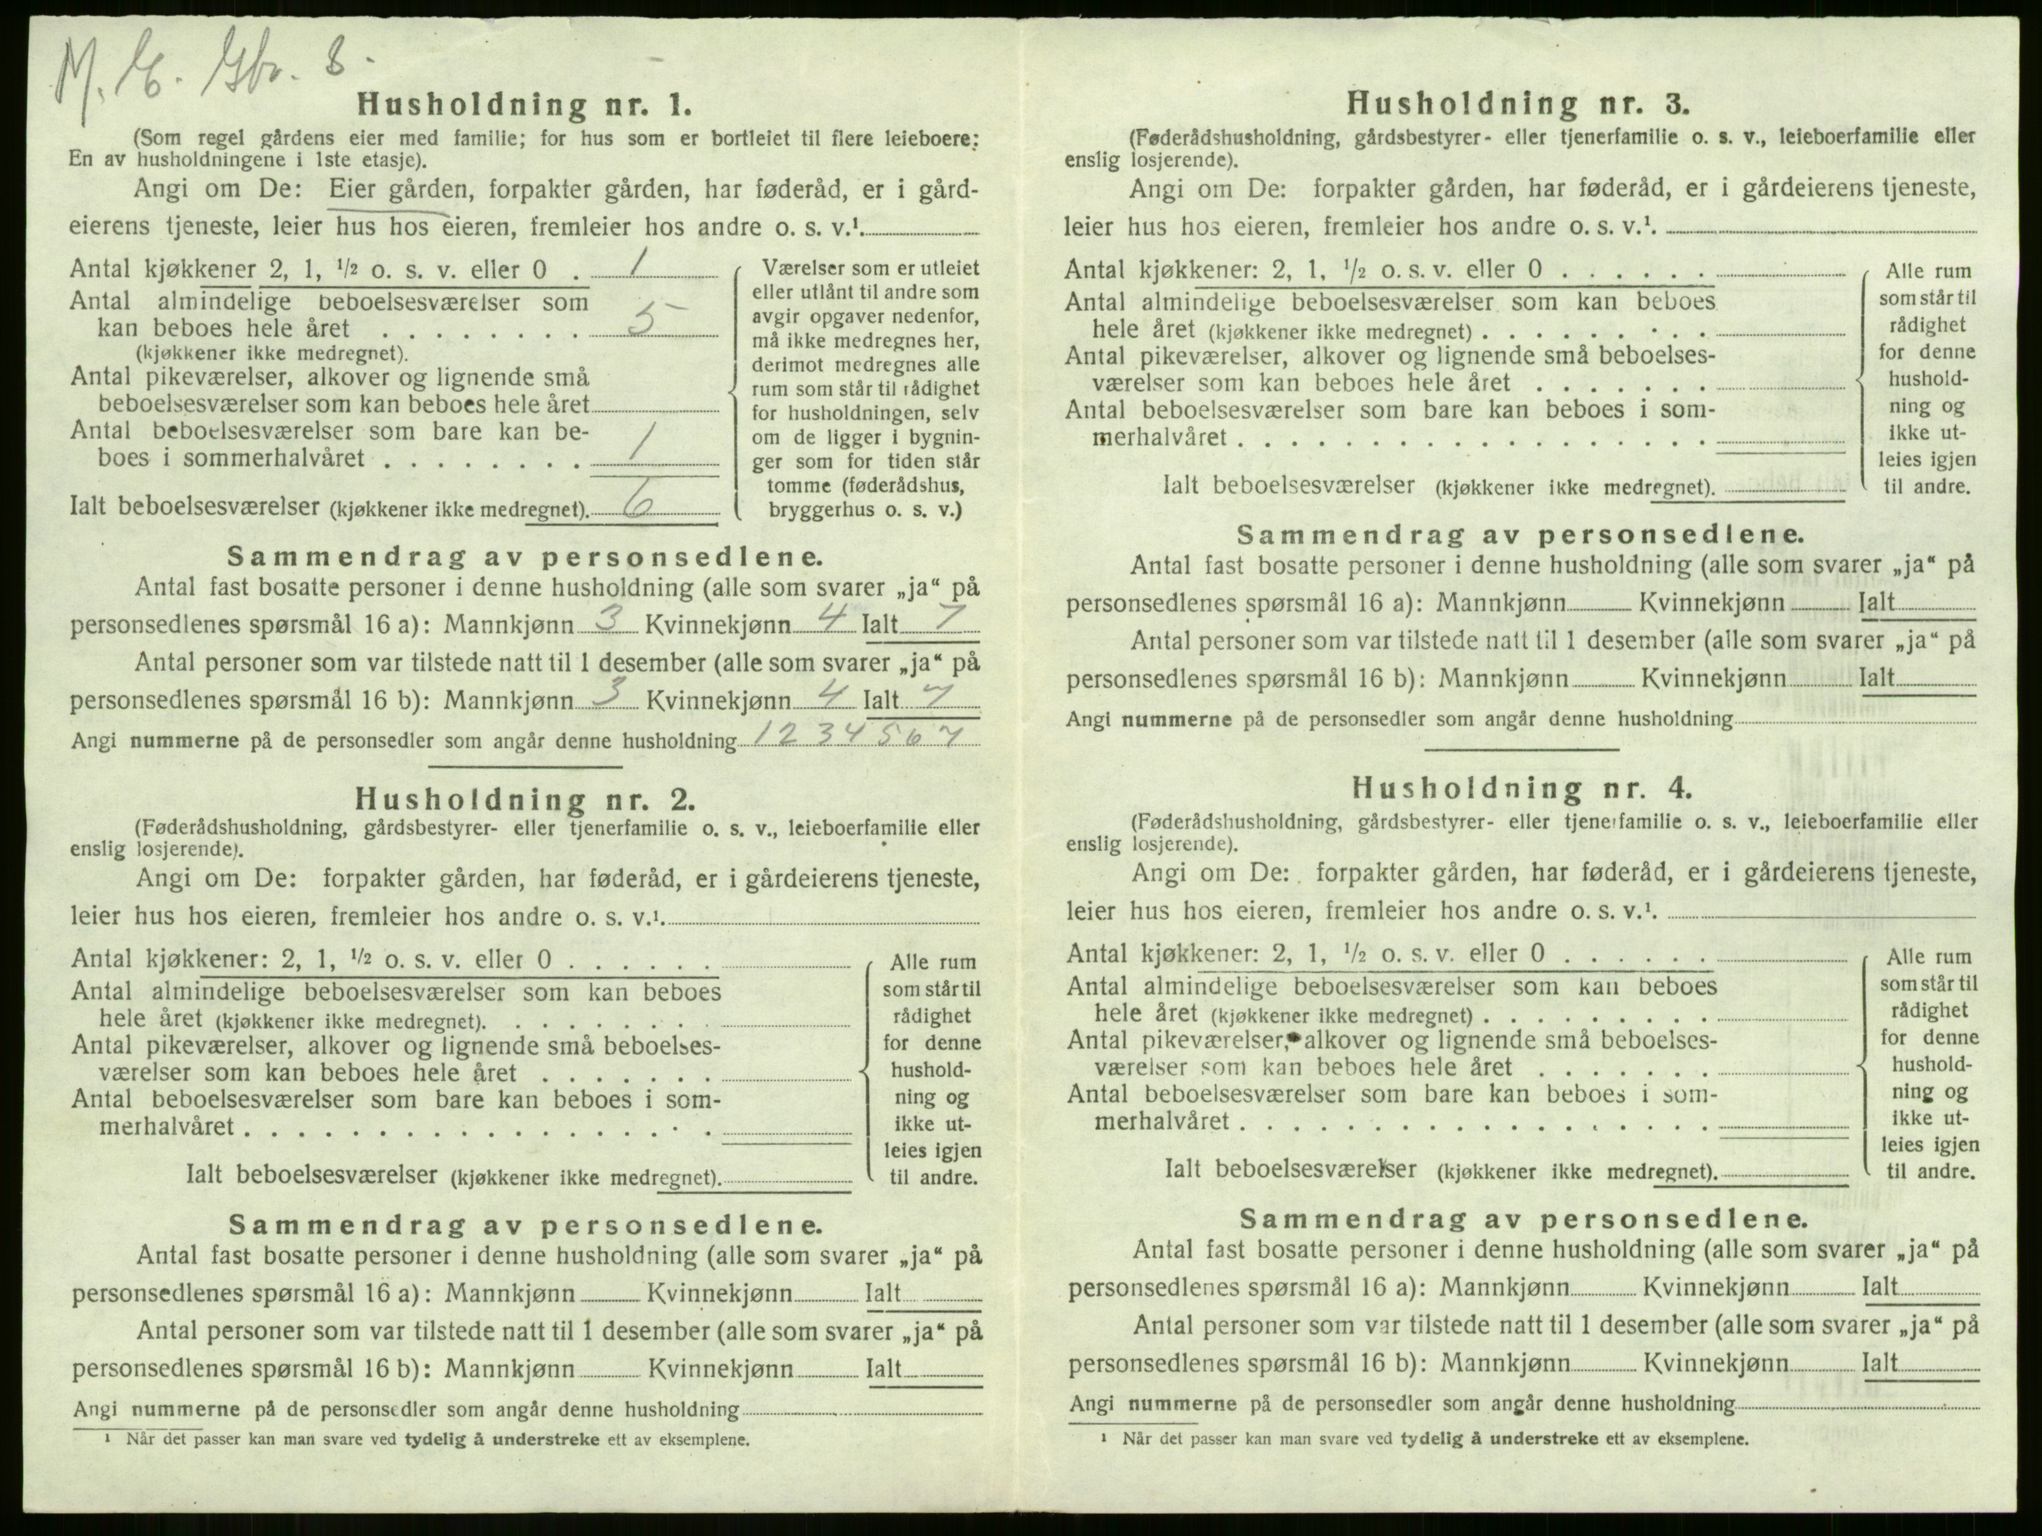 M. C. Gbr. 8.
Husholdning nr. 1.
(Som regel gårdens eier med familie; for hus som er bortleiet til flere leieboere:
En av husholdningene i 1ste etasje).
Angi om De: Eier gården, forpakter gården, har føderåd, er i gård-
eierens tjeneste, leier hus hos eieren, fremleier hos andre o. s. v.¹.
Antal kjøkkener 2, 1, ½ o. s. v. eller 0 . 1
Antal almindelige beboelsesværelser som
kan beboes hele året . . . . . . . . 5
(kjøkkener ikke medregnet).
Antal pikeværelser, alkover og lignende små
beboelsesværelser som kan beboes hele året
Antal beboelsesværelser som bare kan be-
boes i sommerhalvåret . . . . . . . . 1
Ialt beboelsesværelser (kjøkkener ikke medregnet). 6
Værelser som er utleiet
eller utlånt til andre som
avgir opgaver nedenfor,
må ikke medregnes her,
derimot medregnes alle
rum som står til rådighet
for husholdningen, selv
om de ligger i bygnin-
ger som for tiden står
tomme (føderådshus,
bryggerhus o. s. v.)
Sammendrag av personsedlene.
Antal fast bosatte personer i denne husholdning (alle som svarer „ja“ på
personsedlenes spørsmål 16 a): Mannkjønn 3 Kvinnekjønn 4 Ialt 7
Antal personer som var tilstede natt til 1 desember (alle som svarer „ja“ på
personsedlenes spørsmål 16 b): Mannkjønn 3 Kvinnekjønn 4 Ialt 7
Angi nummerne på de personsedler som angår denne husholdning 1 2 3 4 5 6 7
Husholdning nr. 2.
(Føderådshusholdning, gårdsbestyrer- eller tjenerfamilie o. s. v., leieboerfamilie eller
enslig losjerende).
Angi om De: forpakter gården, har føderåd, er i gårdeierens tjeneste,
leier hus hos eieren, fremleier hos andre o. s. v.¹.
Antal kjøkkener: 2, 1, ½ o. s. v. eller 0 . . . . . .
Antal almindelige beboelsesværelser som kan beboes
hele året (kjøkkener ikke medregnet). . . . . . . . .
Antal pikeværelser, alkover og lignende små beboelses-
værelser som kan beboes hele året . . . . . . .
Antal beboelsesværelser som bare kan beboes i som-
merhalvåret . . . . . . . . . . . . . . . . . .
Ialt beboelsesværelser (kjøkkener ikke medregnet).
Alle rum
som står til
rådighet
for denne
hushold-
ning og
ikke ut-
leies igjen
til andre.
Sammendrag av personsedlene.
Antal fast bosatte personer i denne husholdning (alle som svarer „ja“ på
personsedlenes spørsmål 16 a): Mannkjønn Kvinnekjønn Ialt
Antal personer som var tilstede natt til 1 desember (alle som svarer „ja“ på
personsedlenes spørsmål 16 b): Mannkjønn Kvinnekjønn Ialt
Angi nummerne på de personsedler som angår denne husholdning
¹ Når det passer kan man svare ved tydelig å understreke ett av eksemplene.
Husholdning nr. 3.
(Føderådshusholdning, gårdsbestyrer- eller tjenerfamilie o. s. v., leieboerfamilie eller
enslig losjerende).
Angi om De: forpakter gården, har føderåd, er i gårdeierens tjeneste,
leier hus hos eieren, fremleier hos andre o. s. v.¹.
Antal kjøkkener: 2, 1, ½ o. s. v. eller 0 . . . . . .
Antal almindelige beboelsesværelser som kan beboes
hele året (kjøkkener ikke medregnet) . . . . . . . . .
Antal pikeværelser, alkover og lignende små beboelses-
værelser som kan beboes hele året . . . . . . .
Antal beboelsesværelser som bare kan beboes i som-
merhalvåret . . . . . . . . . . . . . . . . . .
Ialt beboelsesværelser (kjøkkener ikke medregnet).
Alle rum
som står til
rådighet
for denne
hushold-
ning og
ikke ut-
leies igjen
til andre.
Sammendrag av personsedlene.
Antal fast bosatte personer i denne husholdning (alle som svarer „ja“ på
personsedlenes spørsmål 16 a): Mannkjønn Kvinnekjønn Ialt
Antal personer som var tilstede natt til 1 desember (alle som svarer „ja“ på
personsedlenes spørsmål 16 b): Mannkjønn Kvinnekjønn Ialt
Angi nummerne på de personsedler som angår denne husholdning
Husholdning nr. 4.
(Føderådshusholdning, gårdsbestyrer- eller tjenerfamilie o. s. v., leieboerfamilie eller
enslig losjerende).
Angi om De: forpakter gården, har føderåd, er i gårdeierens tjeneste,
leier hus hos eieren, fremleier hos andre o. s. v.¹.
Antal kjøkkener: 2, 1, ½ o. s. v. eller 0 . . . . . .
Antal almindelige beboelsesværelser som kan beboes
hele året (kjøkkener ikke medregnet) . . . . . . . . .
Antal pikeværelser, alkover og lignende små beboelses-
værelser som kan beboes hele året . . . . . . .
Antal beboelsesværelser som bare kan beboes i som-
merhalvåret . . . . . . . . . . . . . . . . . .
Ialt beboelsesværelser (kjøkkener ikke medregnet).
Alle rum
som står til
rådighet
for denne
hushold-
ning og
ikke ut-
leies igjen
til andre.
Sammendrag av personsedlene.
Antal fast bosatte personer i denne husholdning (alle som svarer „ja“ på
personsedlenes spørsmål 16 a): Mannkjønn Kvinnekjønn Ialt
Antal personer som var tilstede natt til 1 desember (alle som svarer „ja“ på
personsedlenes spørsmål 16 b): Mannkjønn Kvinnekjønn Ialt
Angi nummerne på de personsedler som angår denne husholdning
¹ Når det passer kan man svare ved tydelig å understreke ett av eksemplene.